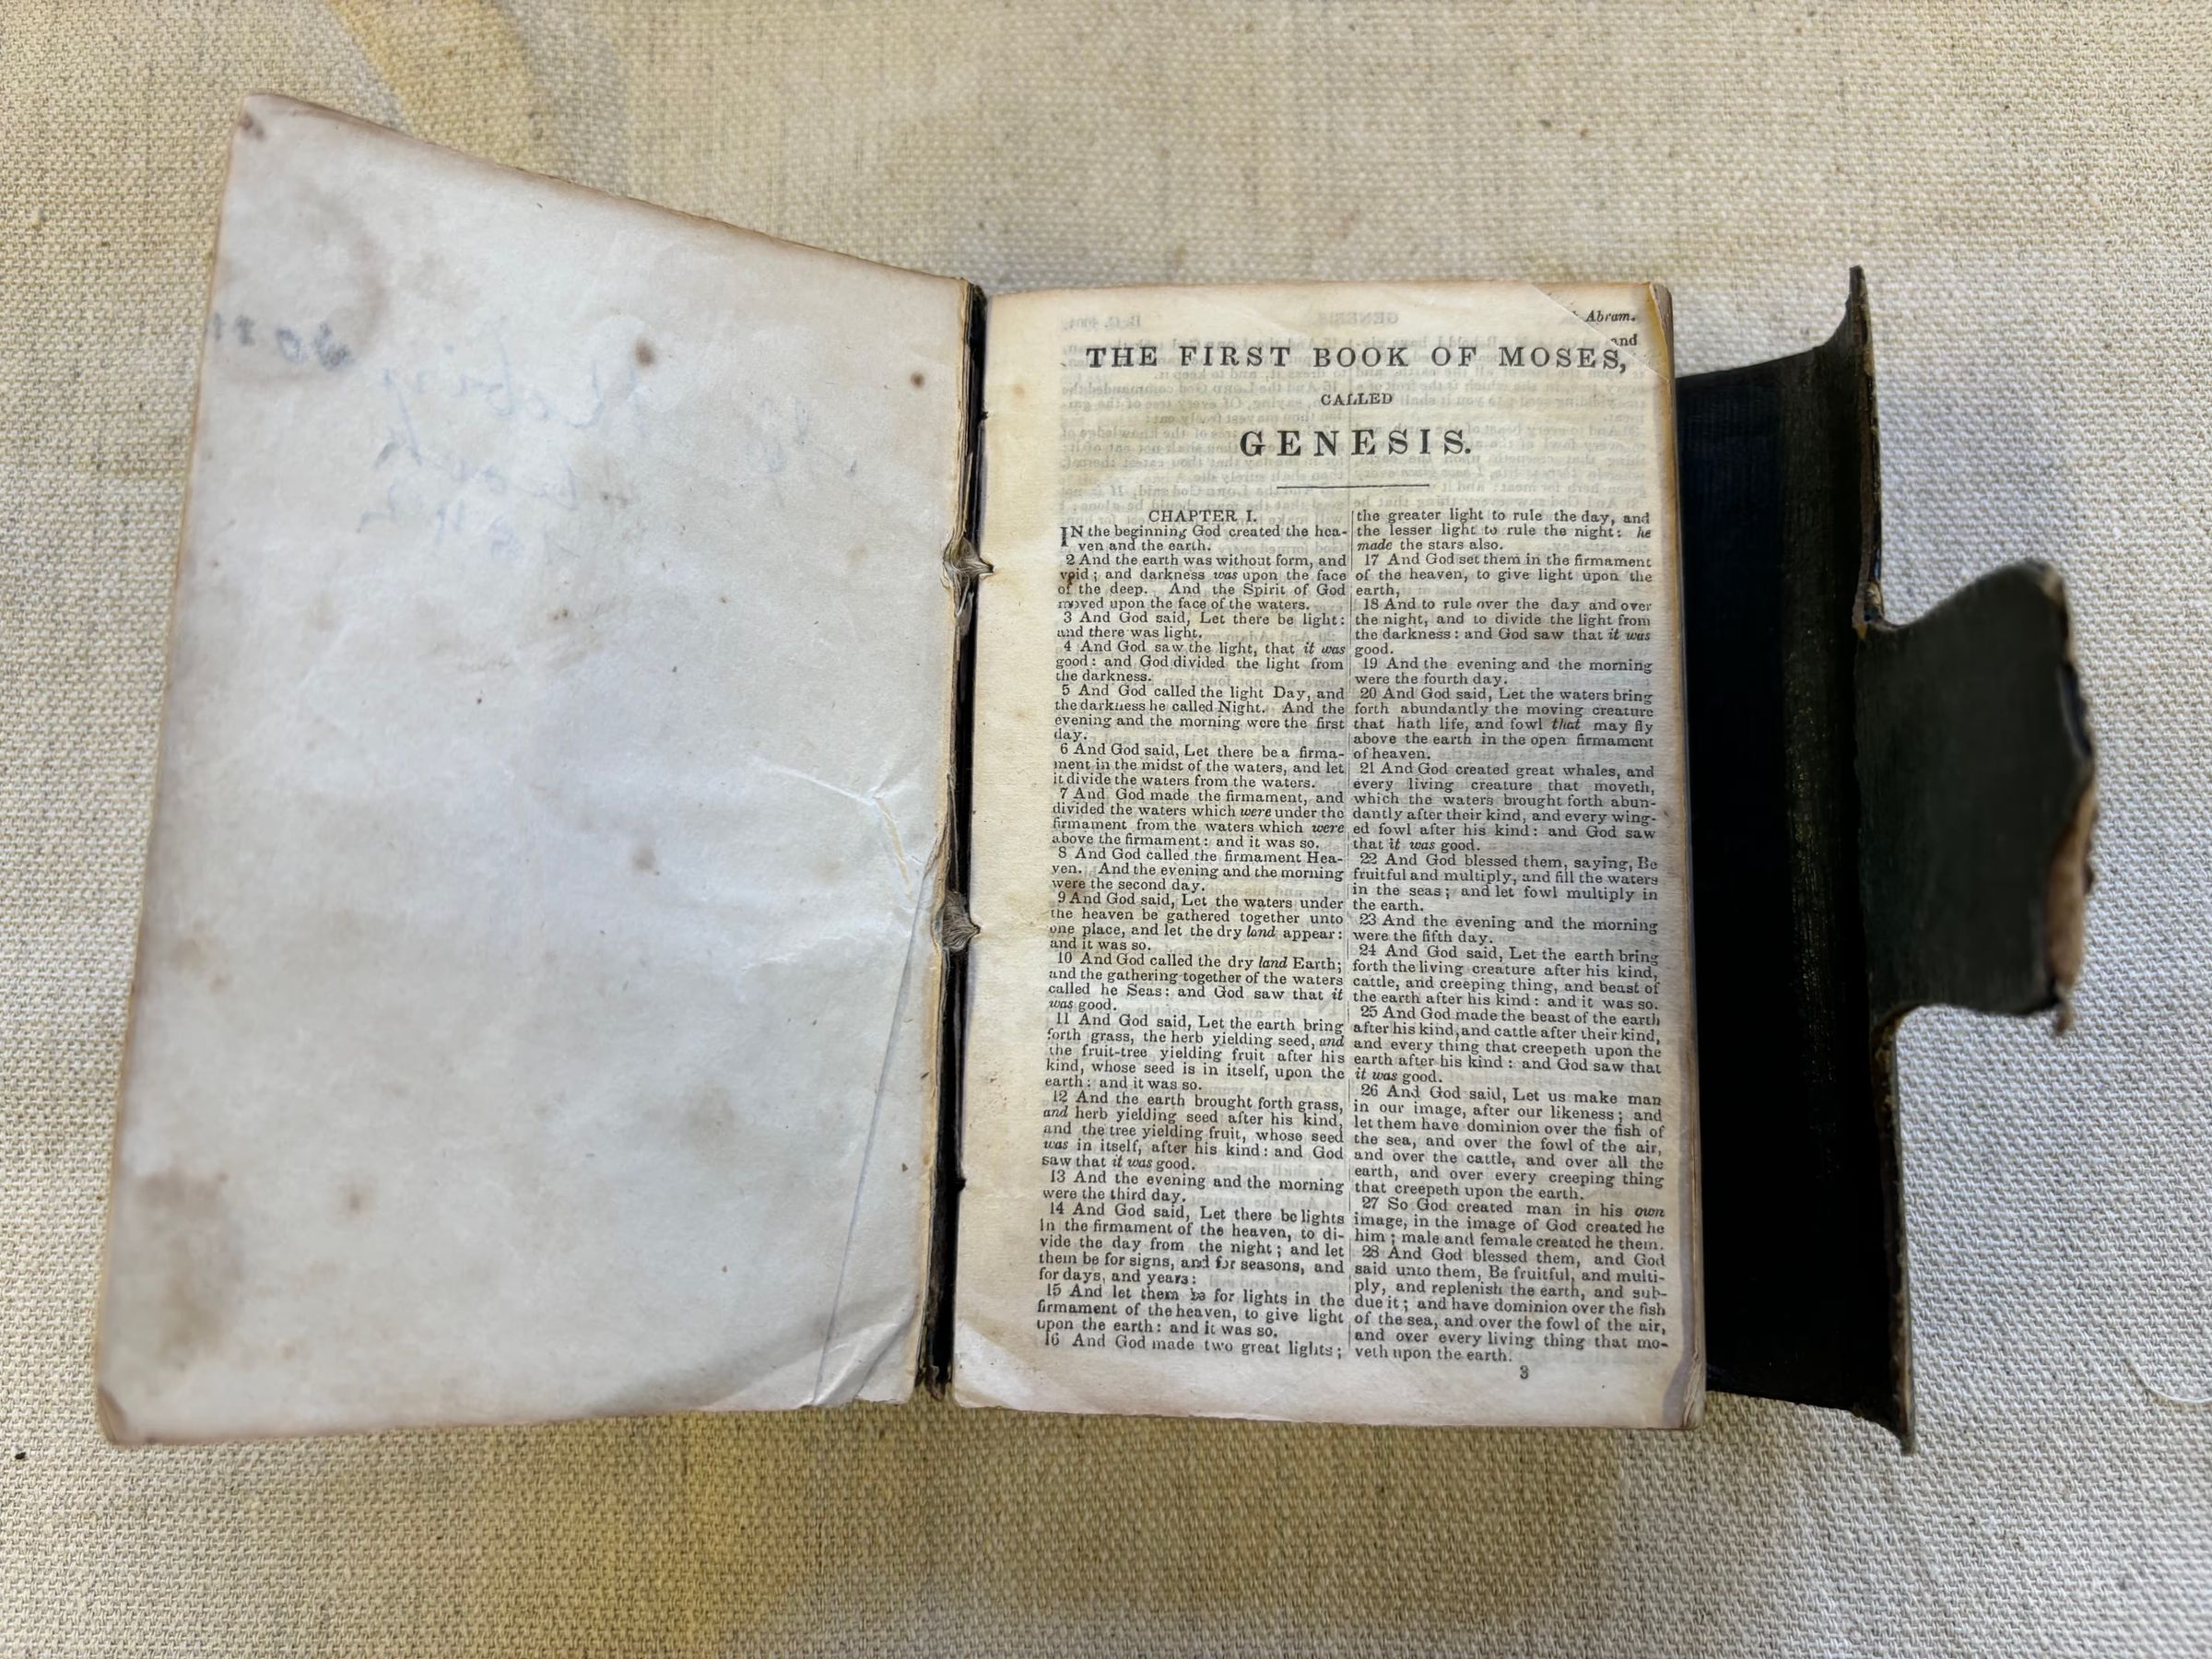 Abram.
and
THE FIRST BOOK OF MOSES,
CALLED
GENESIS.
CHAPTER I.
IN the beginning God created the hea-
ven and the earth.
2 And the earth was without form, and
void; and darkness was upon the face
of the deep. And the Spirit of God
moved upon the face of the waters.
3 And God said, Let there be light:
and there was light.
4 And God saw the light, that it was
good: and God divided the light from
the darkness.
5 And God called the light Day, and
the darkness he called Night. And the
evening and the morning were the first
day.
6 And God said, Let there be a firma-
ment in the midst of the waters, and let
it divide the waters from the waters.
7 And God made the firmament, and
divided the waters which were under the
firmament from the waters which were
above the firmament: and it was so.
8 And God called the firmament Hea-
ven. And the evening and the morning
were the second day.
9 And God said, Let the waters under
the heaven be gathered together unto
one place, and let the dry land appear:
and it was so.
10 And God called the dry land Earth;
and the gathering together of the waters
called he Seas: and God saw that it
was good.
11 And God said, Let the earth bring
forth grass, the herb yielding seed, and
the fruit-tree yielding fruit after his
kind, whose seed is in itself, upon the
earth: and it was so.
12 And the earth brought forth grass,
and herb yielding seed after his kind,
and the tree yielding fruit, whose seed
was in itself, after his kind: and God
saw that it was good.
13 And the evening and the morning
were the third day.
14 And God said, Let there be lights
in the firmament of the heaven, to di-
vide the day from the night; and let
them be for signs, and for seasons, and
for days, and years:
15 And let them be for lights in the
firmament of the heaven, to give light
upon the earth: and it was so.
16 And God made two great lights;
the greater light to rule the day, and
the lesser light to rule the night: he
made the stars also.
17 And God set them in the firmament
of the heaven, to give light upon the
earth,
18 And to rule over the day and over
the night, and to divide the light from
the darkness: and God saw that it was
good.
19 And the evening and the morning
were the fourth day.
20 And God said, Let the waters bring
forth abundantly the moving creature
that hath life, and fowl that may fly
above the earth in the open firmament
of heaven.
21 And God created great whales, and
every living creature that moveth,
which the waters brought forth abun-
dantly after their kind, and every wing-
ed fowl after his kind: and God saw
that it was good.
22 And God blessed them, saying, Be
fruitful and multiply, and fill the waters
in the seas; and let fowl multiply in
the earth.
23 And the evening and the morning
were the fifth day.
24 And God said, Let the earth bring
forth the living creature after his kind,
cattle, and creeping thing, and beast of
the earth after his kind: and it was so.
25 And God made the beast of the earth
after his kind, and cattle after their kind,
and every thing that creepeth upon the
earth after his kind: and God saw that
it was good.
26 And God said, Let us make man
in our image, after our likeness; and
let them have dominion over the fish of
the sea, and over the fowl of the air,
and over the cattle, and over all the
earth, and over every creeping thing
that creepeth upon the earth.
27 So God created man in his own
image, in the image of God created he
him; male and female created he them.
28 And God blessed them, and God
said unto them, Be fruitful, and multi-
ply, and replenish the earth, and sub-
due it; and have dominion over the fish
of the sea, and over the fowl of the air,
and over every living thing that mo-
veth upon the earth.
3